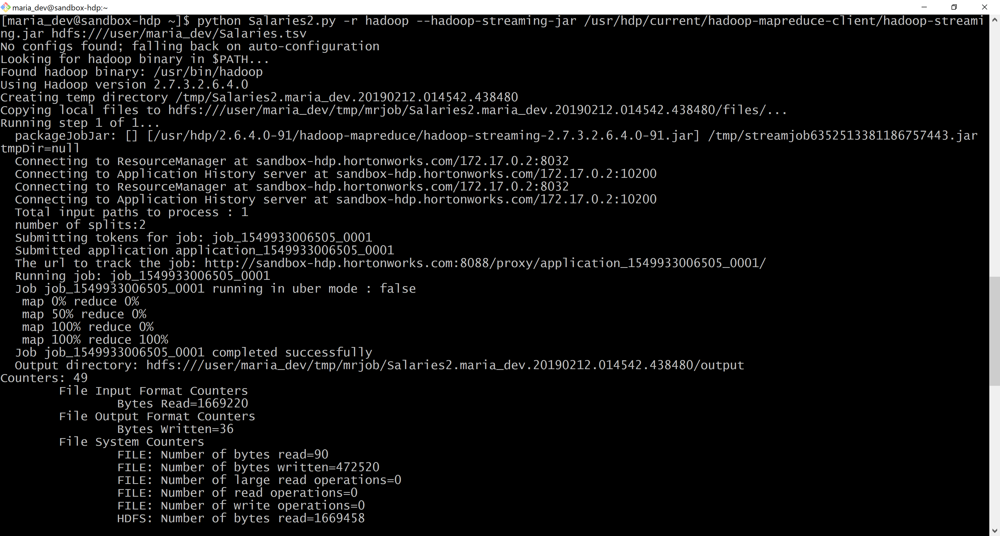 maria_dev@sandbox-hdp:~
[maria_dev@sandbox-hdp ~]$ python Salaries2.py -r hadoop --hadoop-streaming-jar /usr/hdp/current/hadoop-mapreduce-client/hadoop-streami
ng.jar hdfs:///user/maria_dev/Salaries.tsv
No configs found; falling back on auto-configuration
Looking for hadoop binary in $PATH...
Found hadoop binary: /usr/bin/hadoop
Using Hadoop version 2.7.3.2.6.4.0
Creating temp directory /tmp/Salaries2.maria_dev.20190212.014542.438480
Copying local files to hdfs:///user/maria_dev/tmp/mrjob/Salaries2.maria_dev.20190212.014542.438480/files/...
Running step 1 of 1...
  packageJobJar: [] [/usr/hdp/2.6.4.0-91/hadoop-mapreduce/hadoop-streaming-2.7.3.2.6.4.0-91.jar] /tmp/streamjob6352513381186757443.jar
tmpDir=null
  Connecting to ResourceManager at sandbox-hdp.hortonworks.com/172.17.0.2:8032
  Connecting to Application History server at sandbox-hdp.hortonworks.com/172.17.0.2:10200
  Connecting to ResourceManager at sandbox-hdp.hortonworks.com/172.17.0.2:8032
  Connecting to Application History server at sandbox-hdp.hortonworks.com/172.17.0.2:10200
  Total input paths to process : 1
  number of splits:2
  Submitting tokens for job: job_1549933006505_0001
  Submitted application application_1549933006505_0001
  The url to track the job: http://sandbox-hdp.hortonworks.com:8088/proxy/application_1549933006505_0001/
  Running job: job_1549933006505_0001
  Job job_1549933006505_0001 running in uber mode : false
   map 0% reduce 0%
   map 50% reduce 0%
   map 100% reduce 0%
   map 100% reduce 100%
  Job job_1549933006505_0001 completed successfully
  Output directory: hdfs:///user/maria_dev/tmp/mrjob/Salaries2.maria_dev.20190212.014542.438480/output
Counters: 49
        File Input Format Counters
                Bytes Read=1669220
        File Output Format Counters
                Bytes Written=36
        File System Counters
                FILE: Number of bytes read=90
                FILE: Number of bytes written=472520
                FILE: Number of large read operations=0
                FILE: Number of read operations=0
                FILE: Number of write operations=0
                HDFS: Number of bytes read=1669458